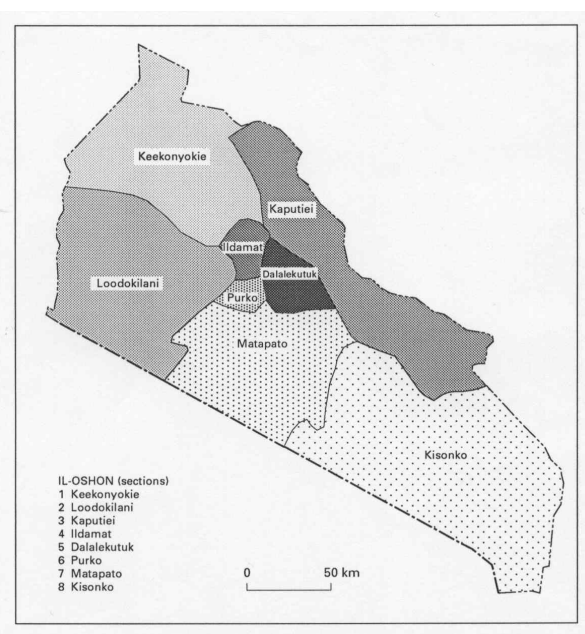 Keekonyokie
Kaputiei
Ildamat
Dalalekutuk
Loodokilani
Purko
Matapato
Kisonko
IL-OSHON (sections)
1 Keekonyokie
2 Loodokilani
3 Kaputiei
4 Ildamat
5 Dalalekutuk
6 Purko
7 Matapato
8 Kisonko
0 50 km